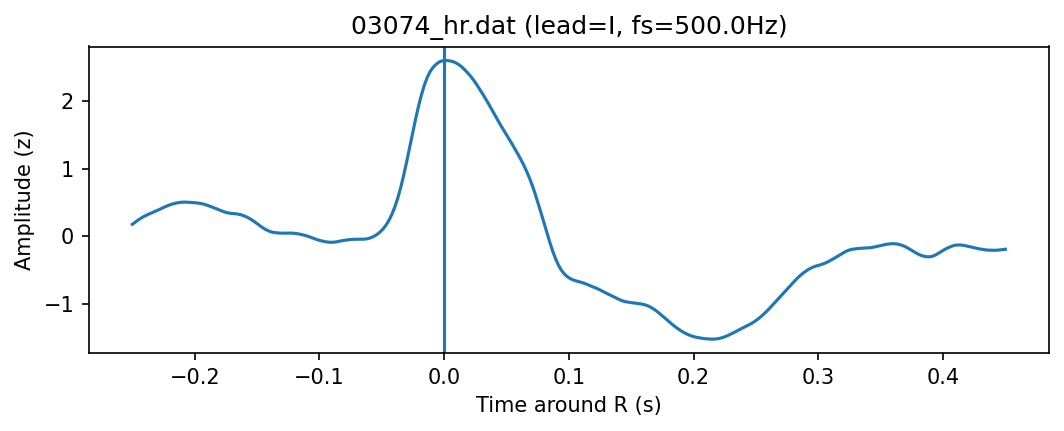 03074_hr.dat (lead=I, fs=500.0Hz)
Amplitude (z)
2
1
0
−1
−0.2 −0.1 0.0 0.1 0.2 0.3 0.4
Time around R (s)